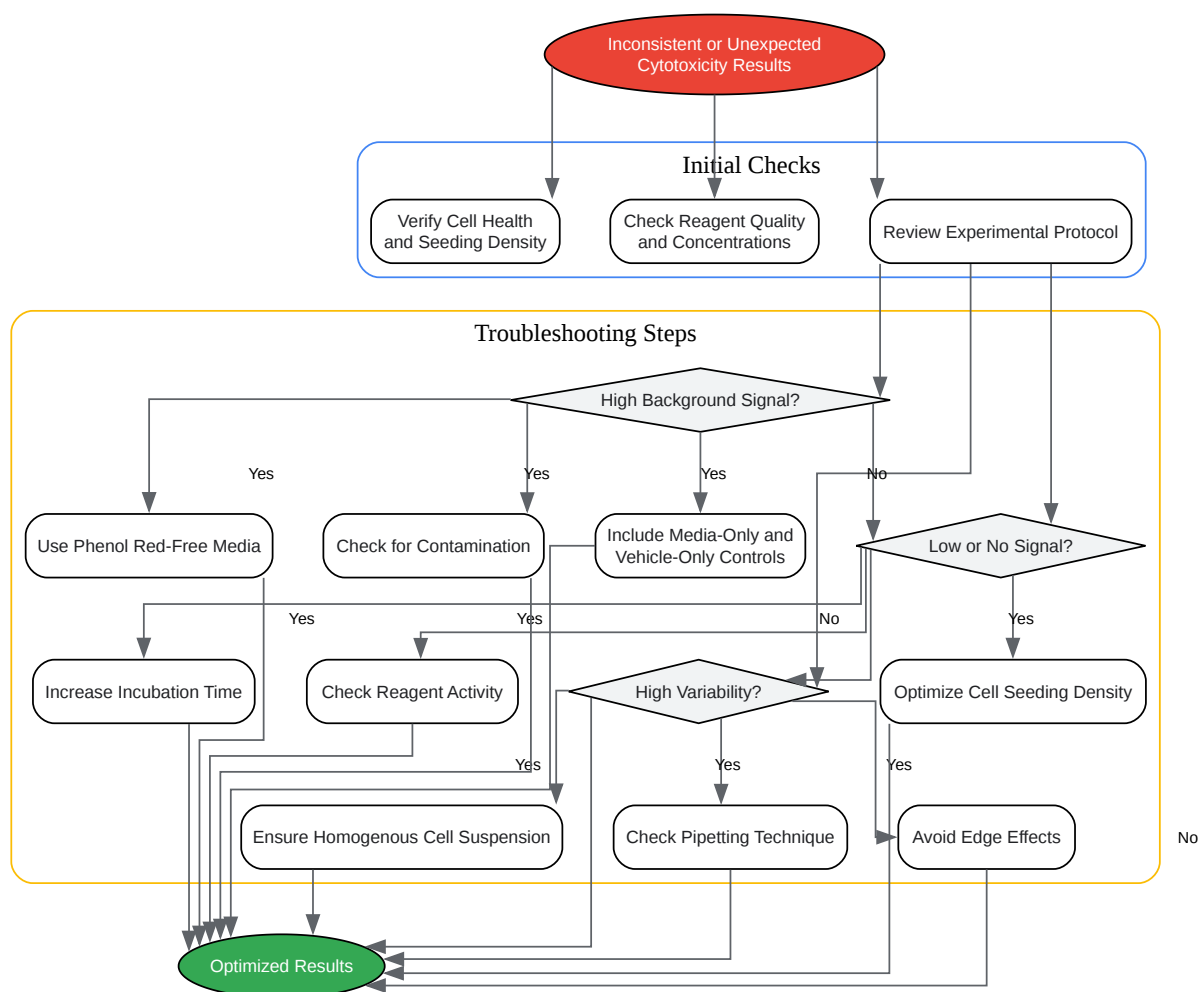 Inconsistent or Unexpected
Cytotoxicity Results
Initial Checks
Verify Cell Health
and Seeding Density
Check Reagent Quality
and Concentrations
Review Experimental Protocol
Troubleshooting Steps
High Background Signal?
Yes
Yes
Yes
No
Use Phenol Red-Free Media
Check for Contamination
Include Media-Only and
Vehicle-Only Controls
Low or No Signal?
Yes
Yes
No
Yes
Increase Incubation Time
Check Reagent Activity
High Variability?
Optimize Cell Seeding Density
Yes
Yes
Yes
Ensure Homogenous Cell Suspension
Check Pipetting Technique
Avoid Edge Effects
No
Optimized Results